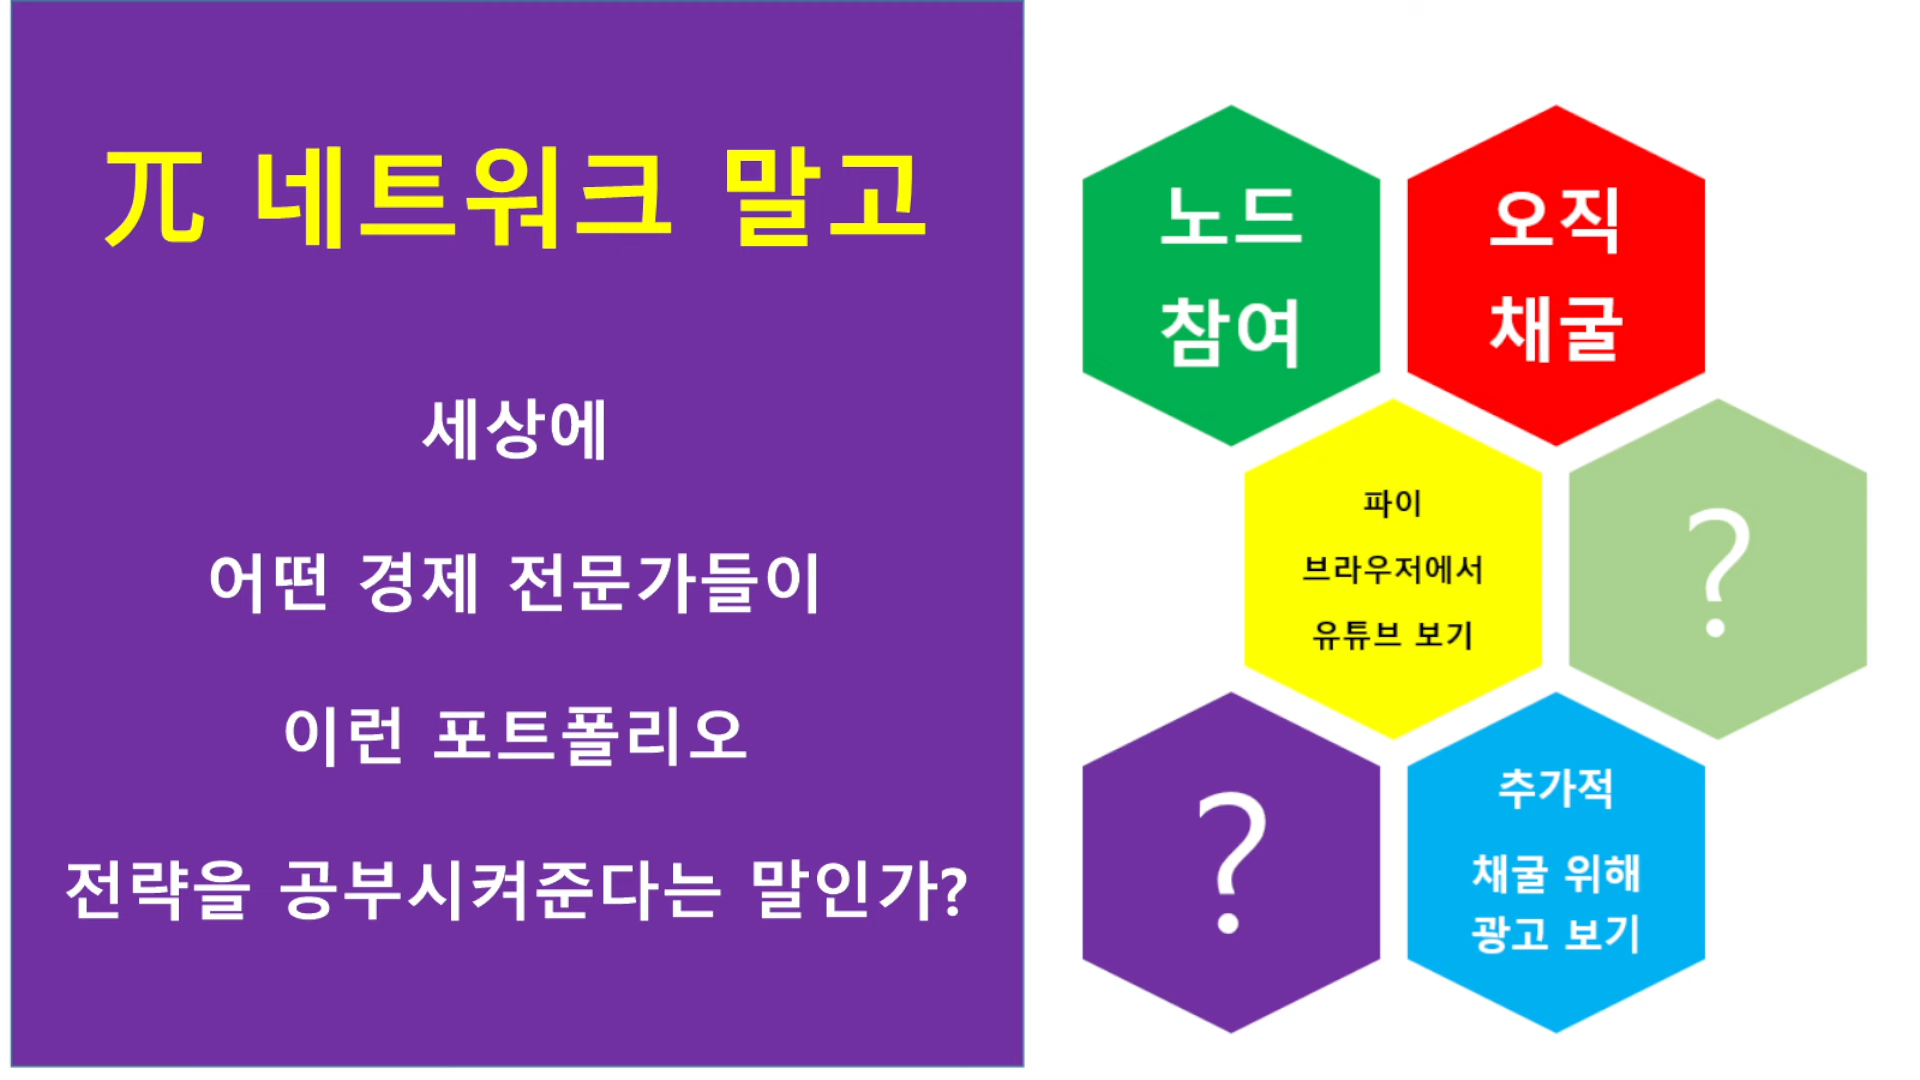 π 네트워크 말고
세상에
어떤 경제 전문가들이
이런 포트폴리오
전략을 공부시켜준다는 말인가?
노드
참여
오직
채굴
파이
브라우저에서
유튜브 보기
?
?
추가적
채굴 위해
광고 보기